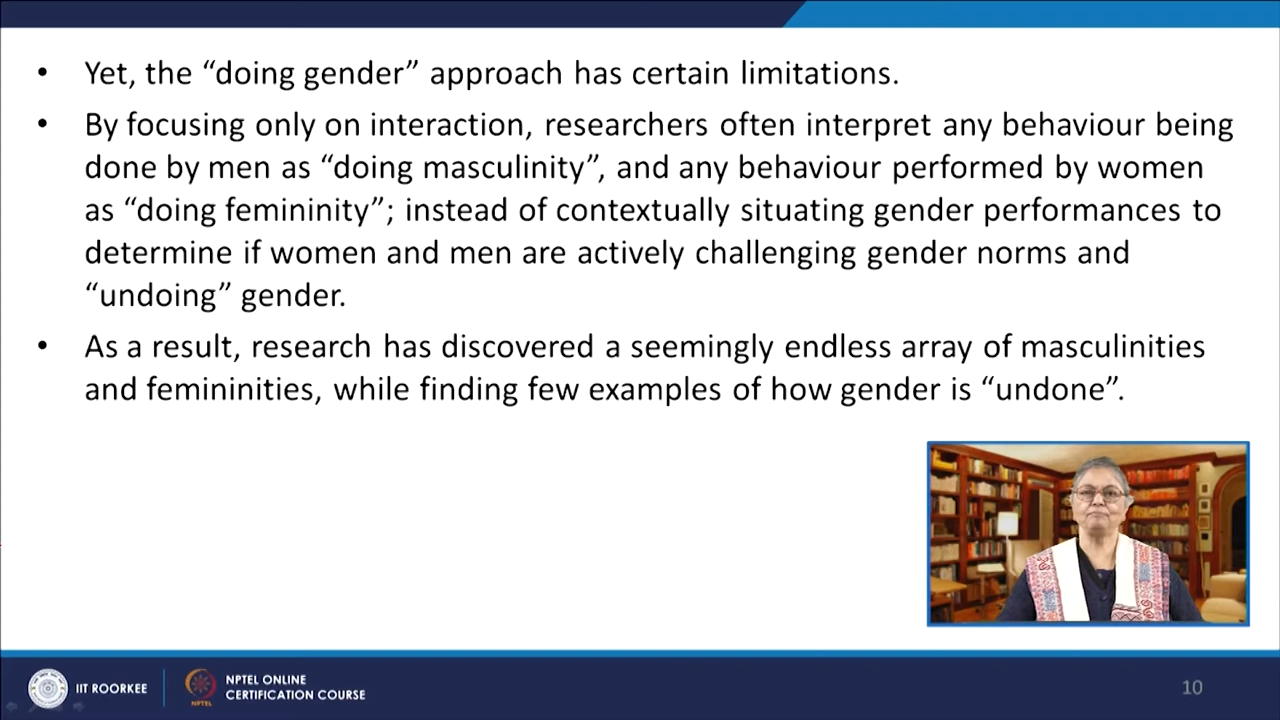 • Yet, the “doing gender” approach has certain limitations.
• By focusing only on interaction, researchers often interpret any behaviour being
done by men as “doing masculinity”, and any behaviour performed by women
as “doing femininity”; instead of contextually situating gender performances to
determine if women and men are actively challenging gender norms and
“undoing” gender.
• As a result, research has discovered a seemingly endless array of masculinities
and femininities, while finding few examples of how gender is “undone”.
IIT ROORKEE
NPTEL
NPTEL ONLINE
CERTIFICATION COURSE
10